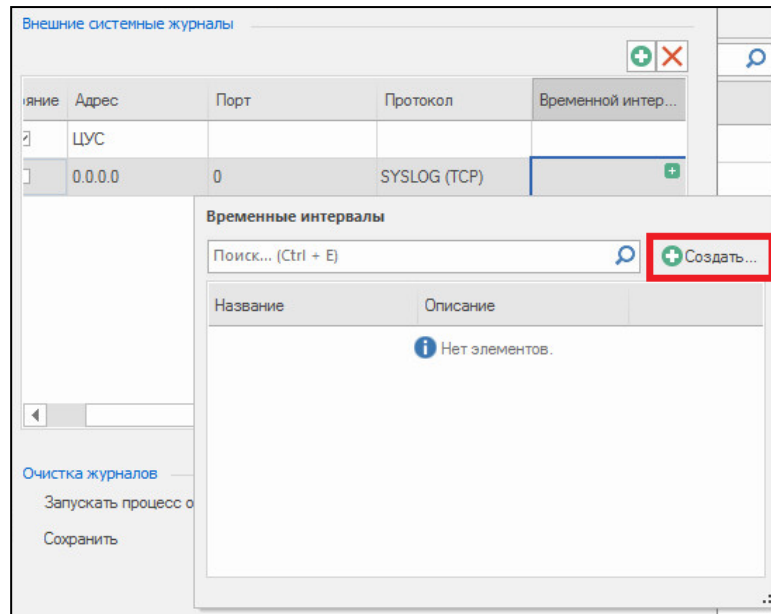 Внешние системные журналы
яние Адрес Порт Протокол Временной интер...
ЦУС
0.0.0.0 0 SYSLOG (TCP)
Временные интервалы
Поиск... (Ctrl + E) Создать...
Название Описание
Нет элементов.
Очистка журналов
Запускать процесс о
Сохранить